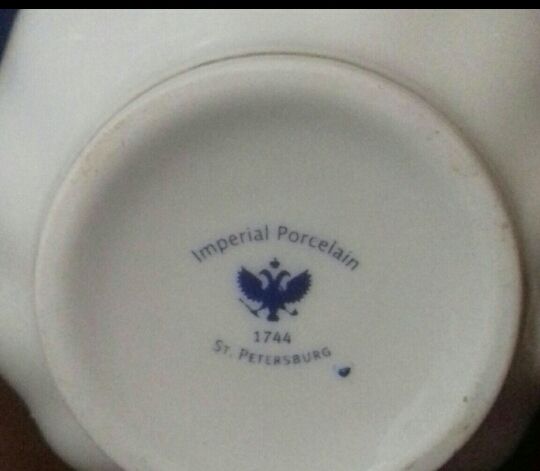 Imperial Porcelain
1744
St. Petersburg